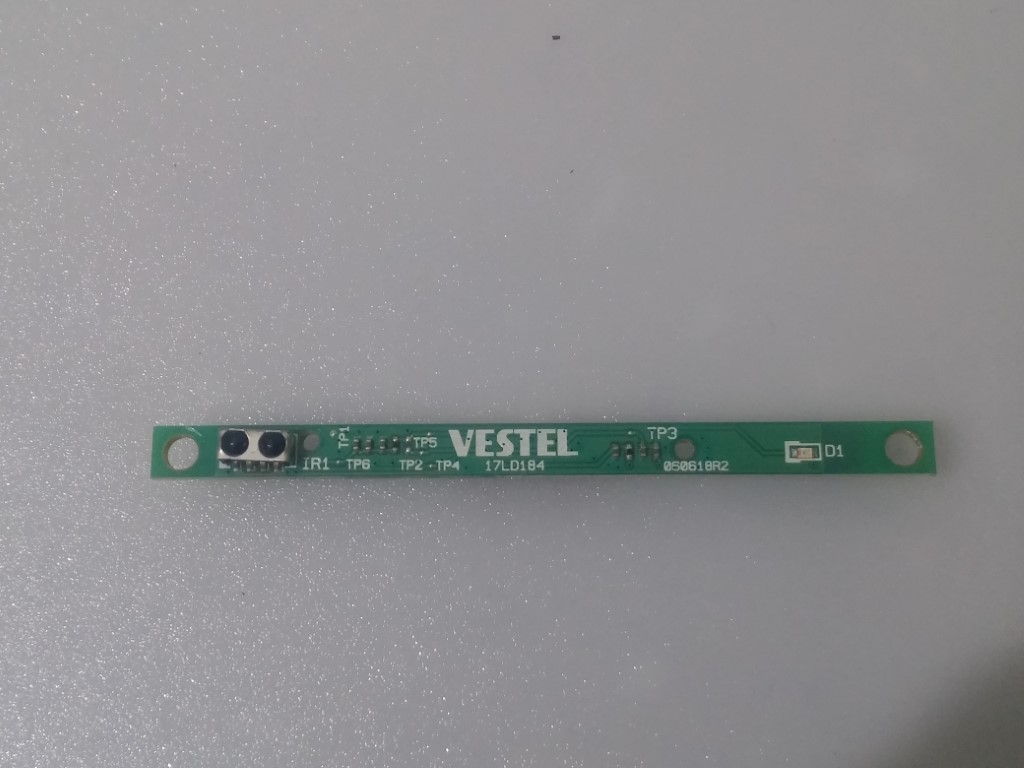 TP1
TP5
VESTEL
TP3
D1
IR1
TP6
TP2
TP4
17LD184
050618R2